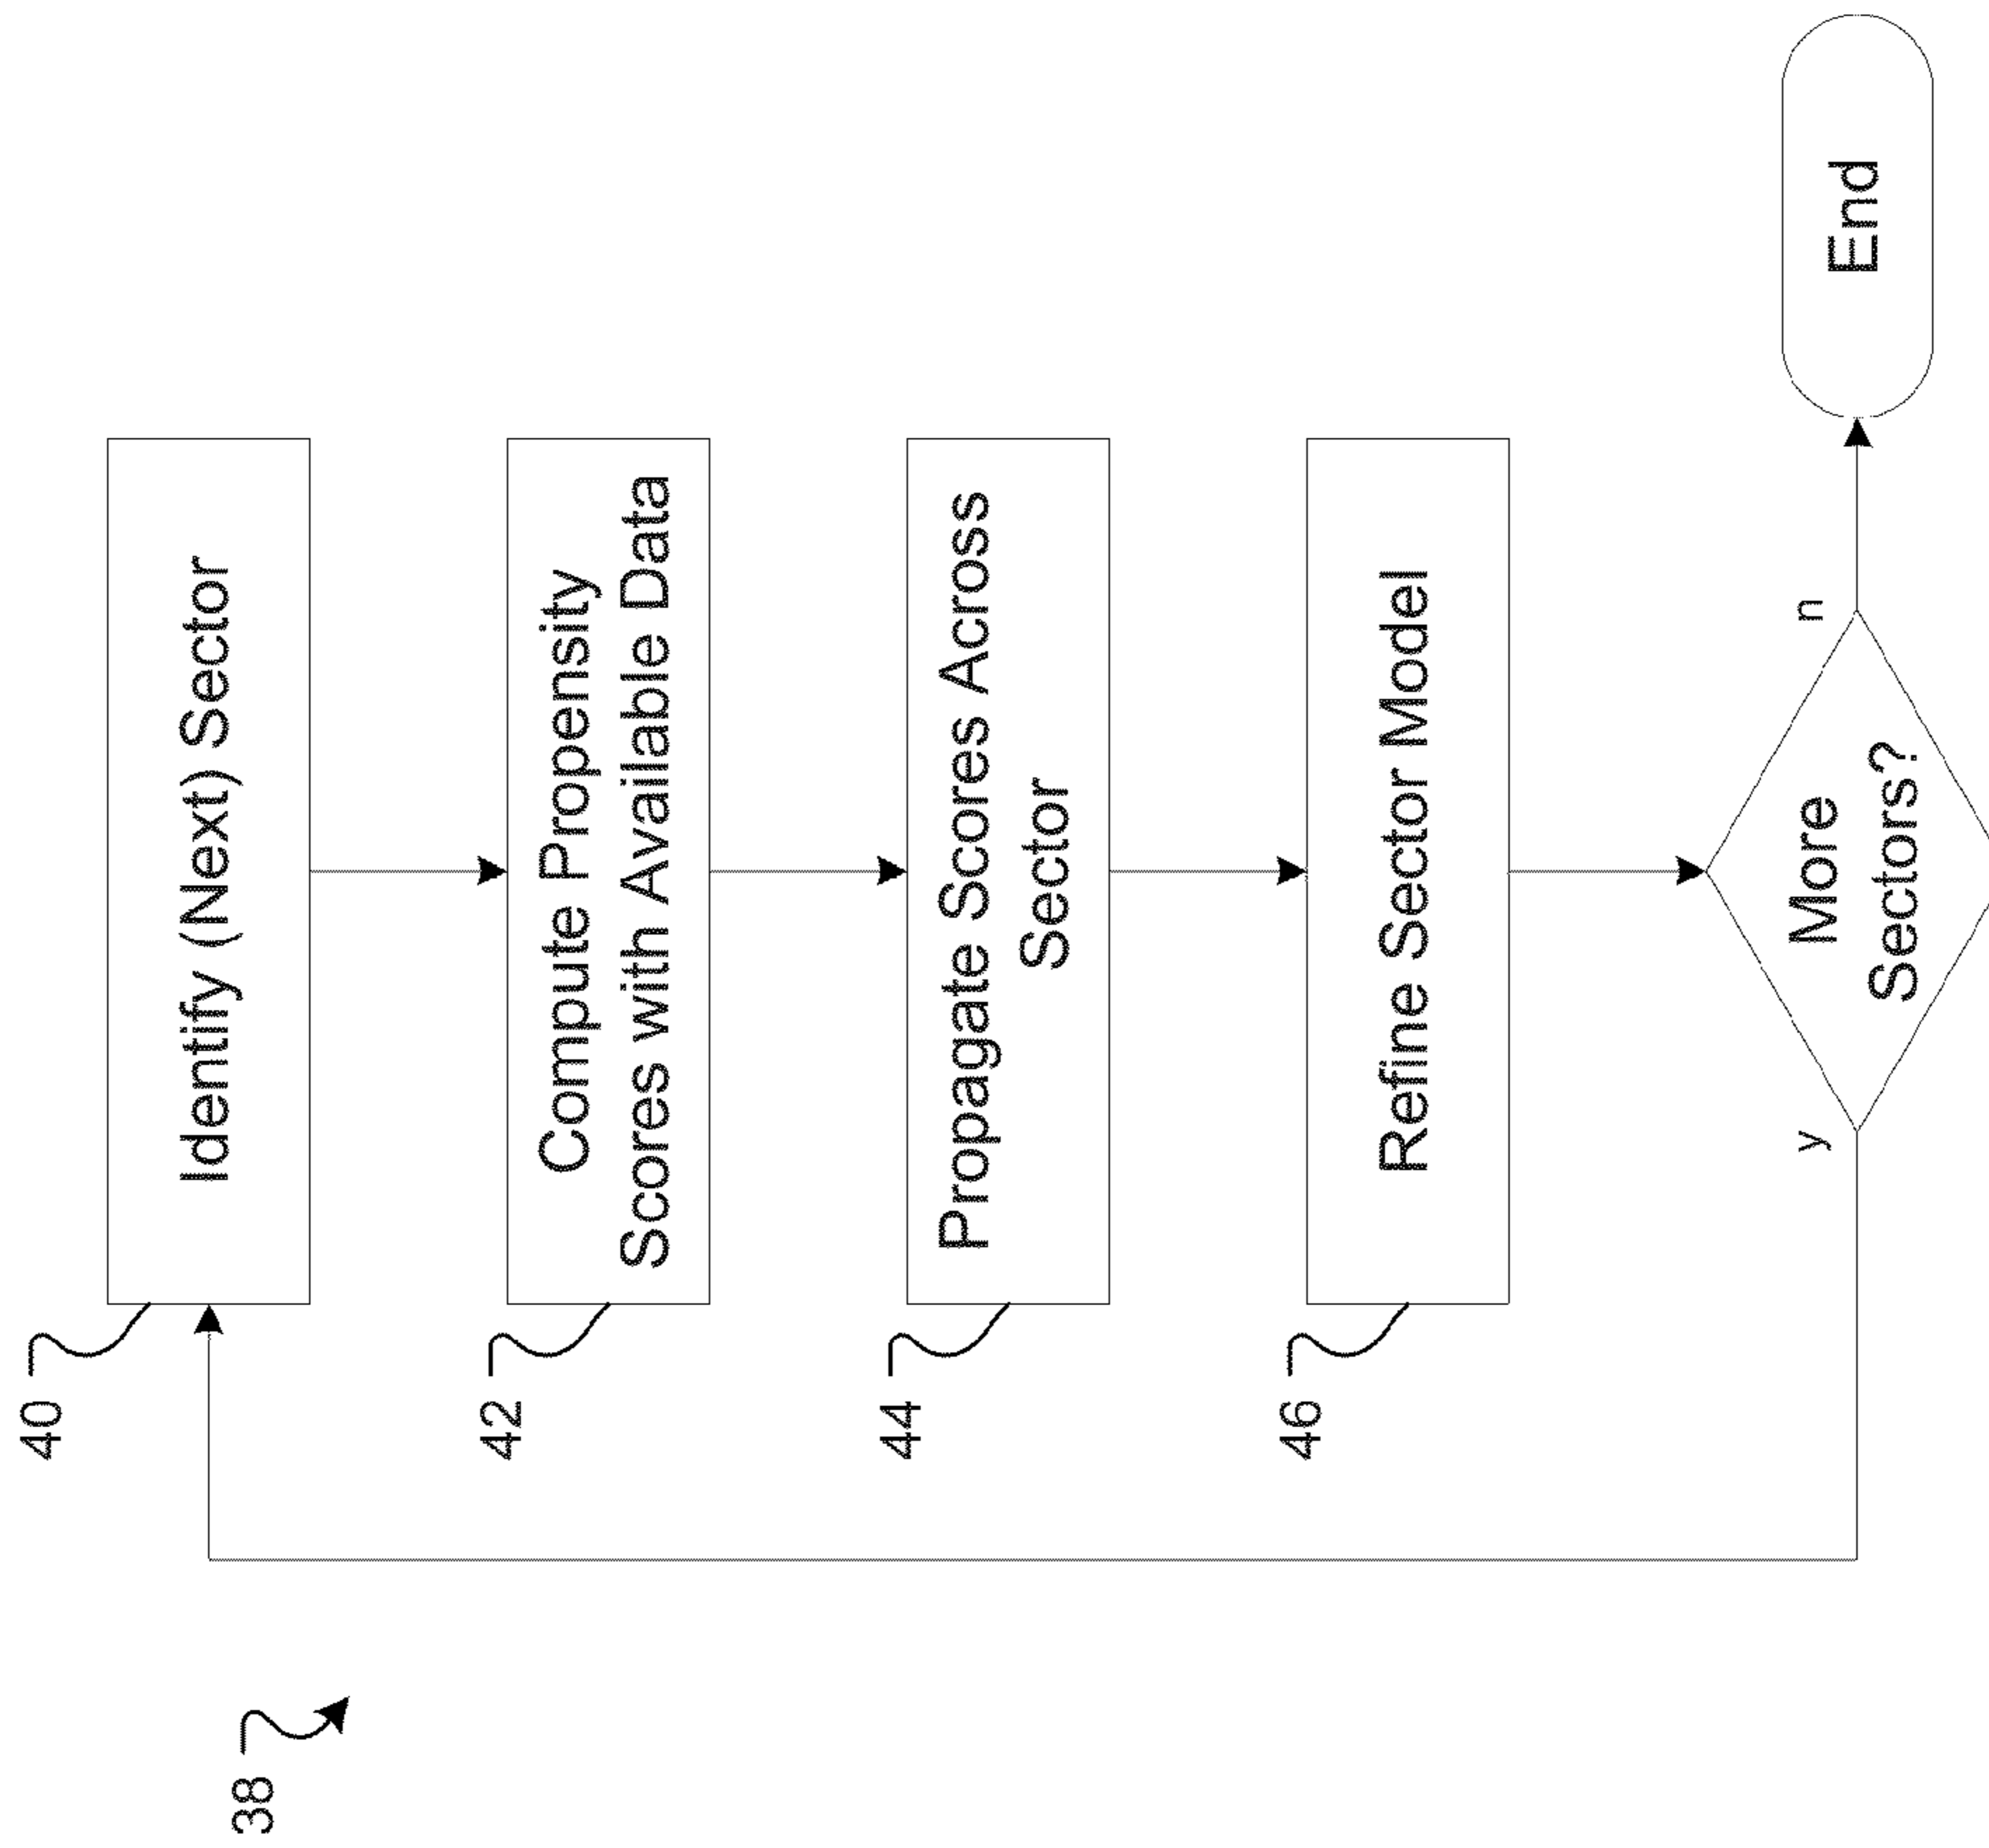 38
40
Identify (Next) Sector
42
Compute Propensity
Scores with Available Data
44
Propagate Scores Across
Sector
46
Refine Sector Model
More
Sectors?
y
n
End